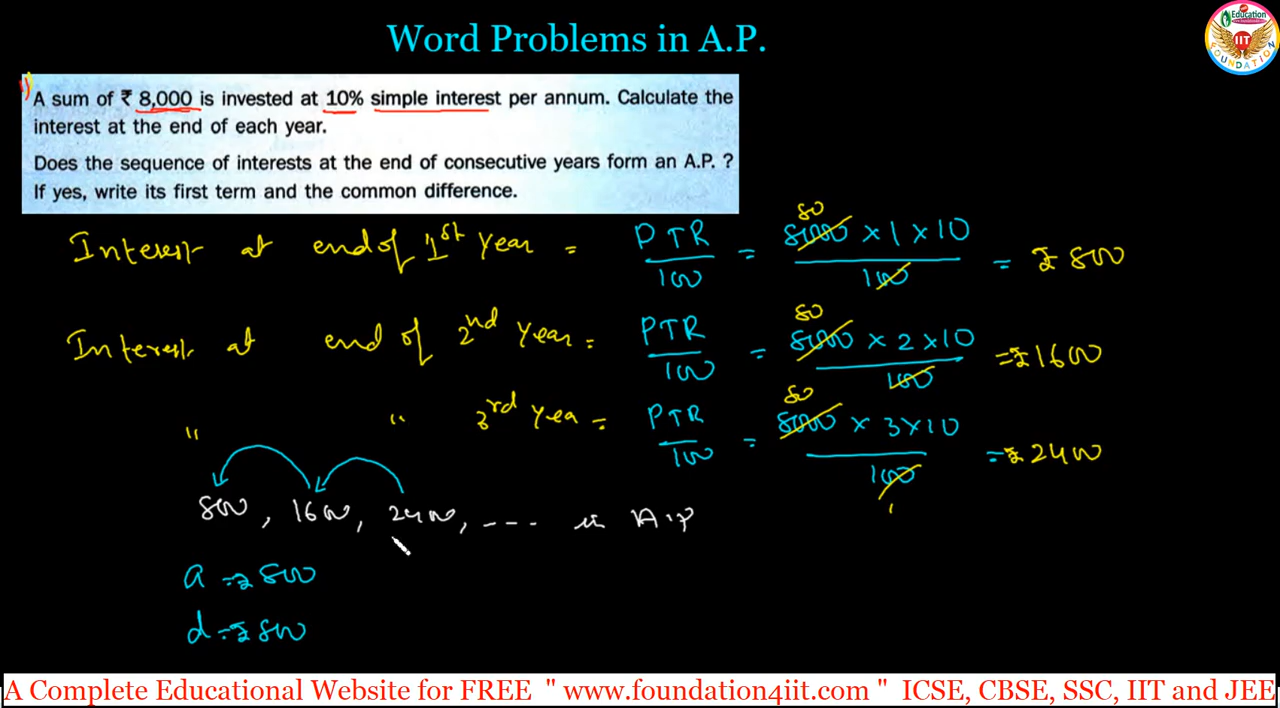 Word Problems in A.P.
Education
IIT
FOUNDATION
1) A sum of ₹ 8,000 is invested at 10% simple interest per annum. Calculate the
interest at the end of each year.
Does the sequence of interests at the end of consecutive years form an A.P. ?
If yes, write its first term and the common difference.
Interest at end of 1st year = PTR/100 = 8000 × 1 × 10/100 = ₹ 800
80
Interest at end of 2nd year = PTR/100 = 8000 × 2 × 10/100 = ₹ 1600
80
" " 3rd yea = PTR/100 = 8000 × 3 × 10/100 = ₹ 2400
80
800, 1600, 2400, ---- in A.P
a = ₹ 800
d = ₹ 800
A Complete Educational Website for FREE " www.foundation4iit.com " ICSE, CBSE, SSC, IIT and JEE